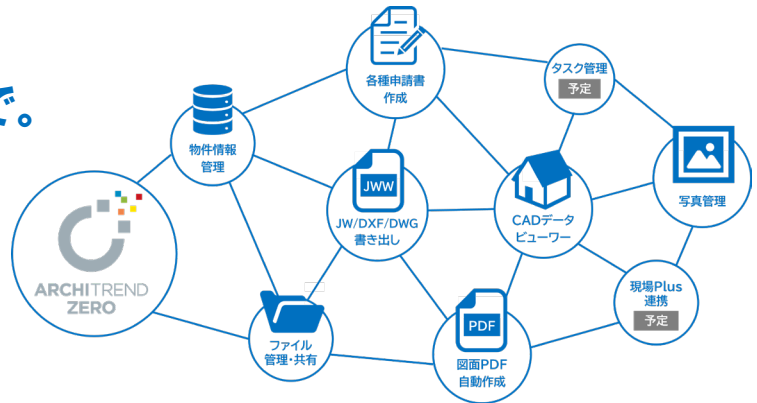 で。
各種申請書
作成
タスク管理
予定
物件情報
管理
JWW
JW/DXF/DWG
書き出し
CADデータ
ビューワー
写真管理
ARCHITREND
ZERO
現場Plus
連携
予定
ファイル
管理・共有
PDF
図面PDF
自動作成